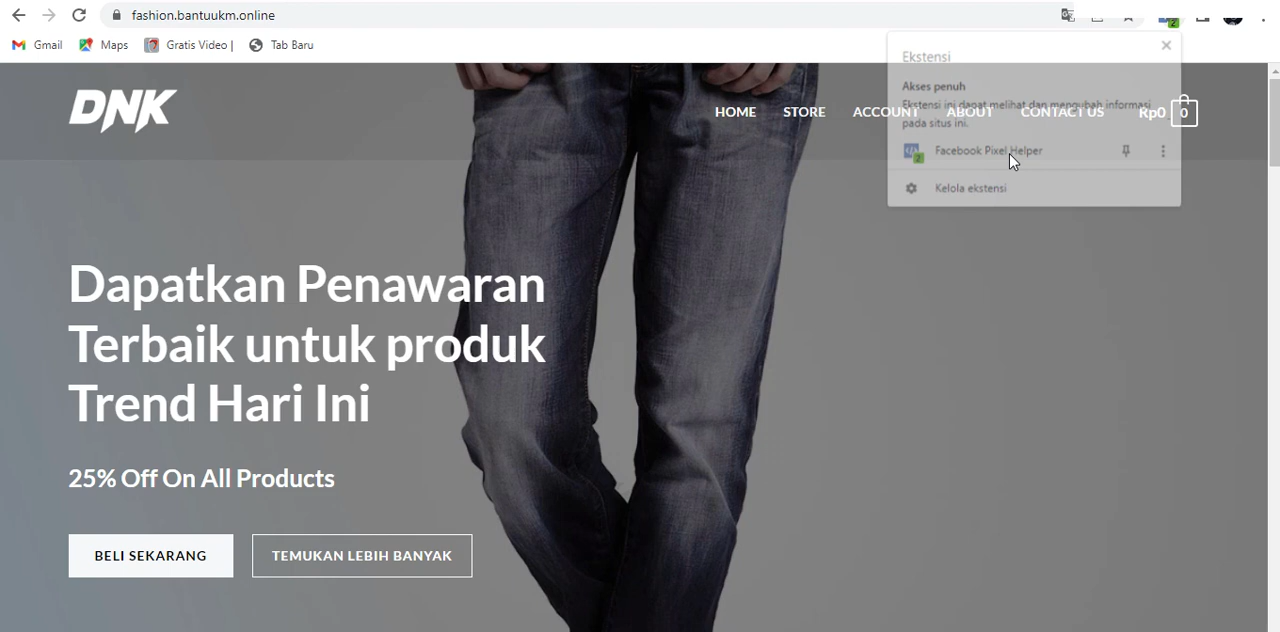 fashion.bantuukm.online
2
Gmail
Maps
Gratis Video |
Tab Baru
Ekstensi
Akses penuh
Ekstensi ini dapat melihat dan mengubah informasi
pada situs ini.
2
Facebook Pixel Helper
Kelola ekstensi
DNK
HOME
STORE
ACCOUNT
ABOUT
CONTACT US
Rp0
0
Dapatkan Penawaran
Terbaik untuk produk
Trend Hari Ini
25% Off On All Products
BELI SEKARANG
TEMUKAN LEBIH BANYAK